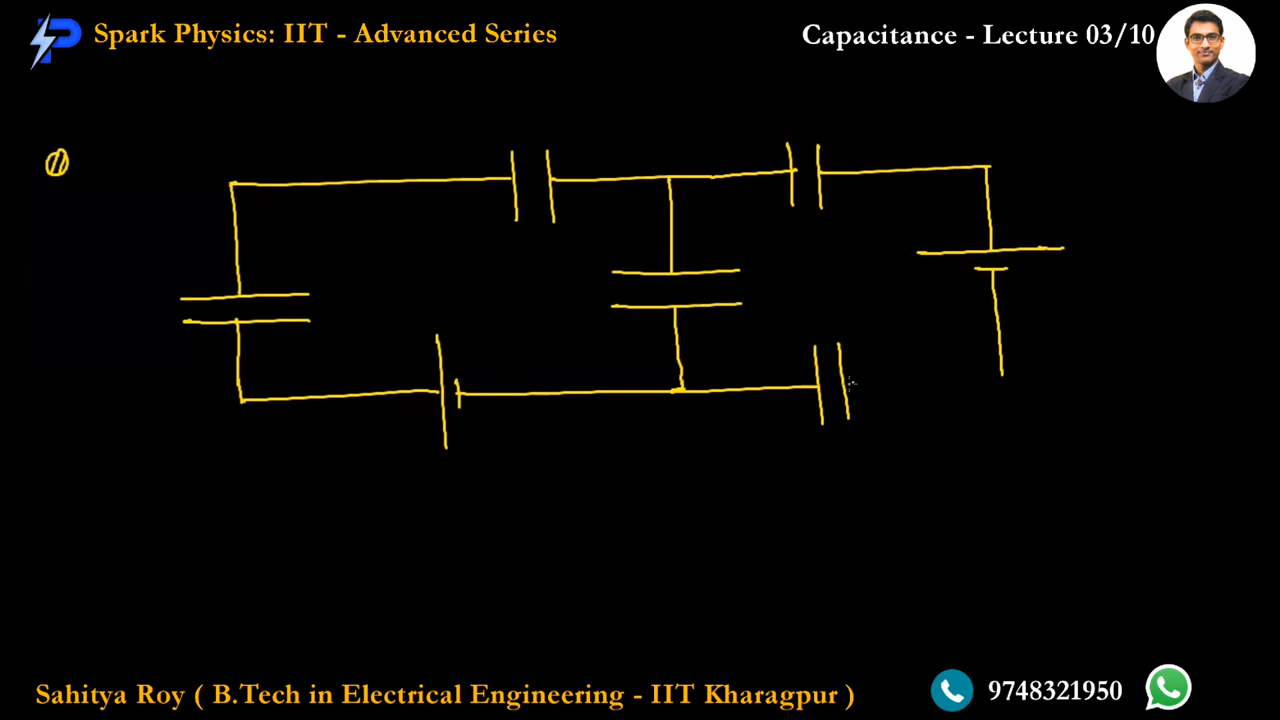 Spark Physics: IIT - Advanced Series
Capacitance - Lecture 03/10
Sahitya Roy ( B.Tech in Electrical Engineering - IIT Kharagpur )
9748321950